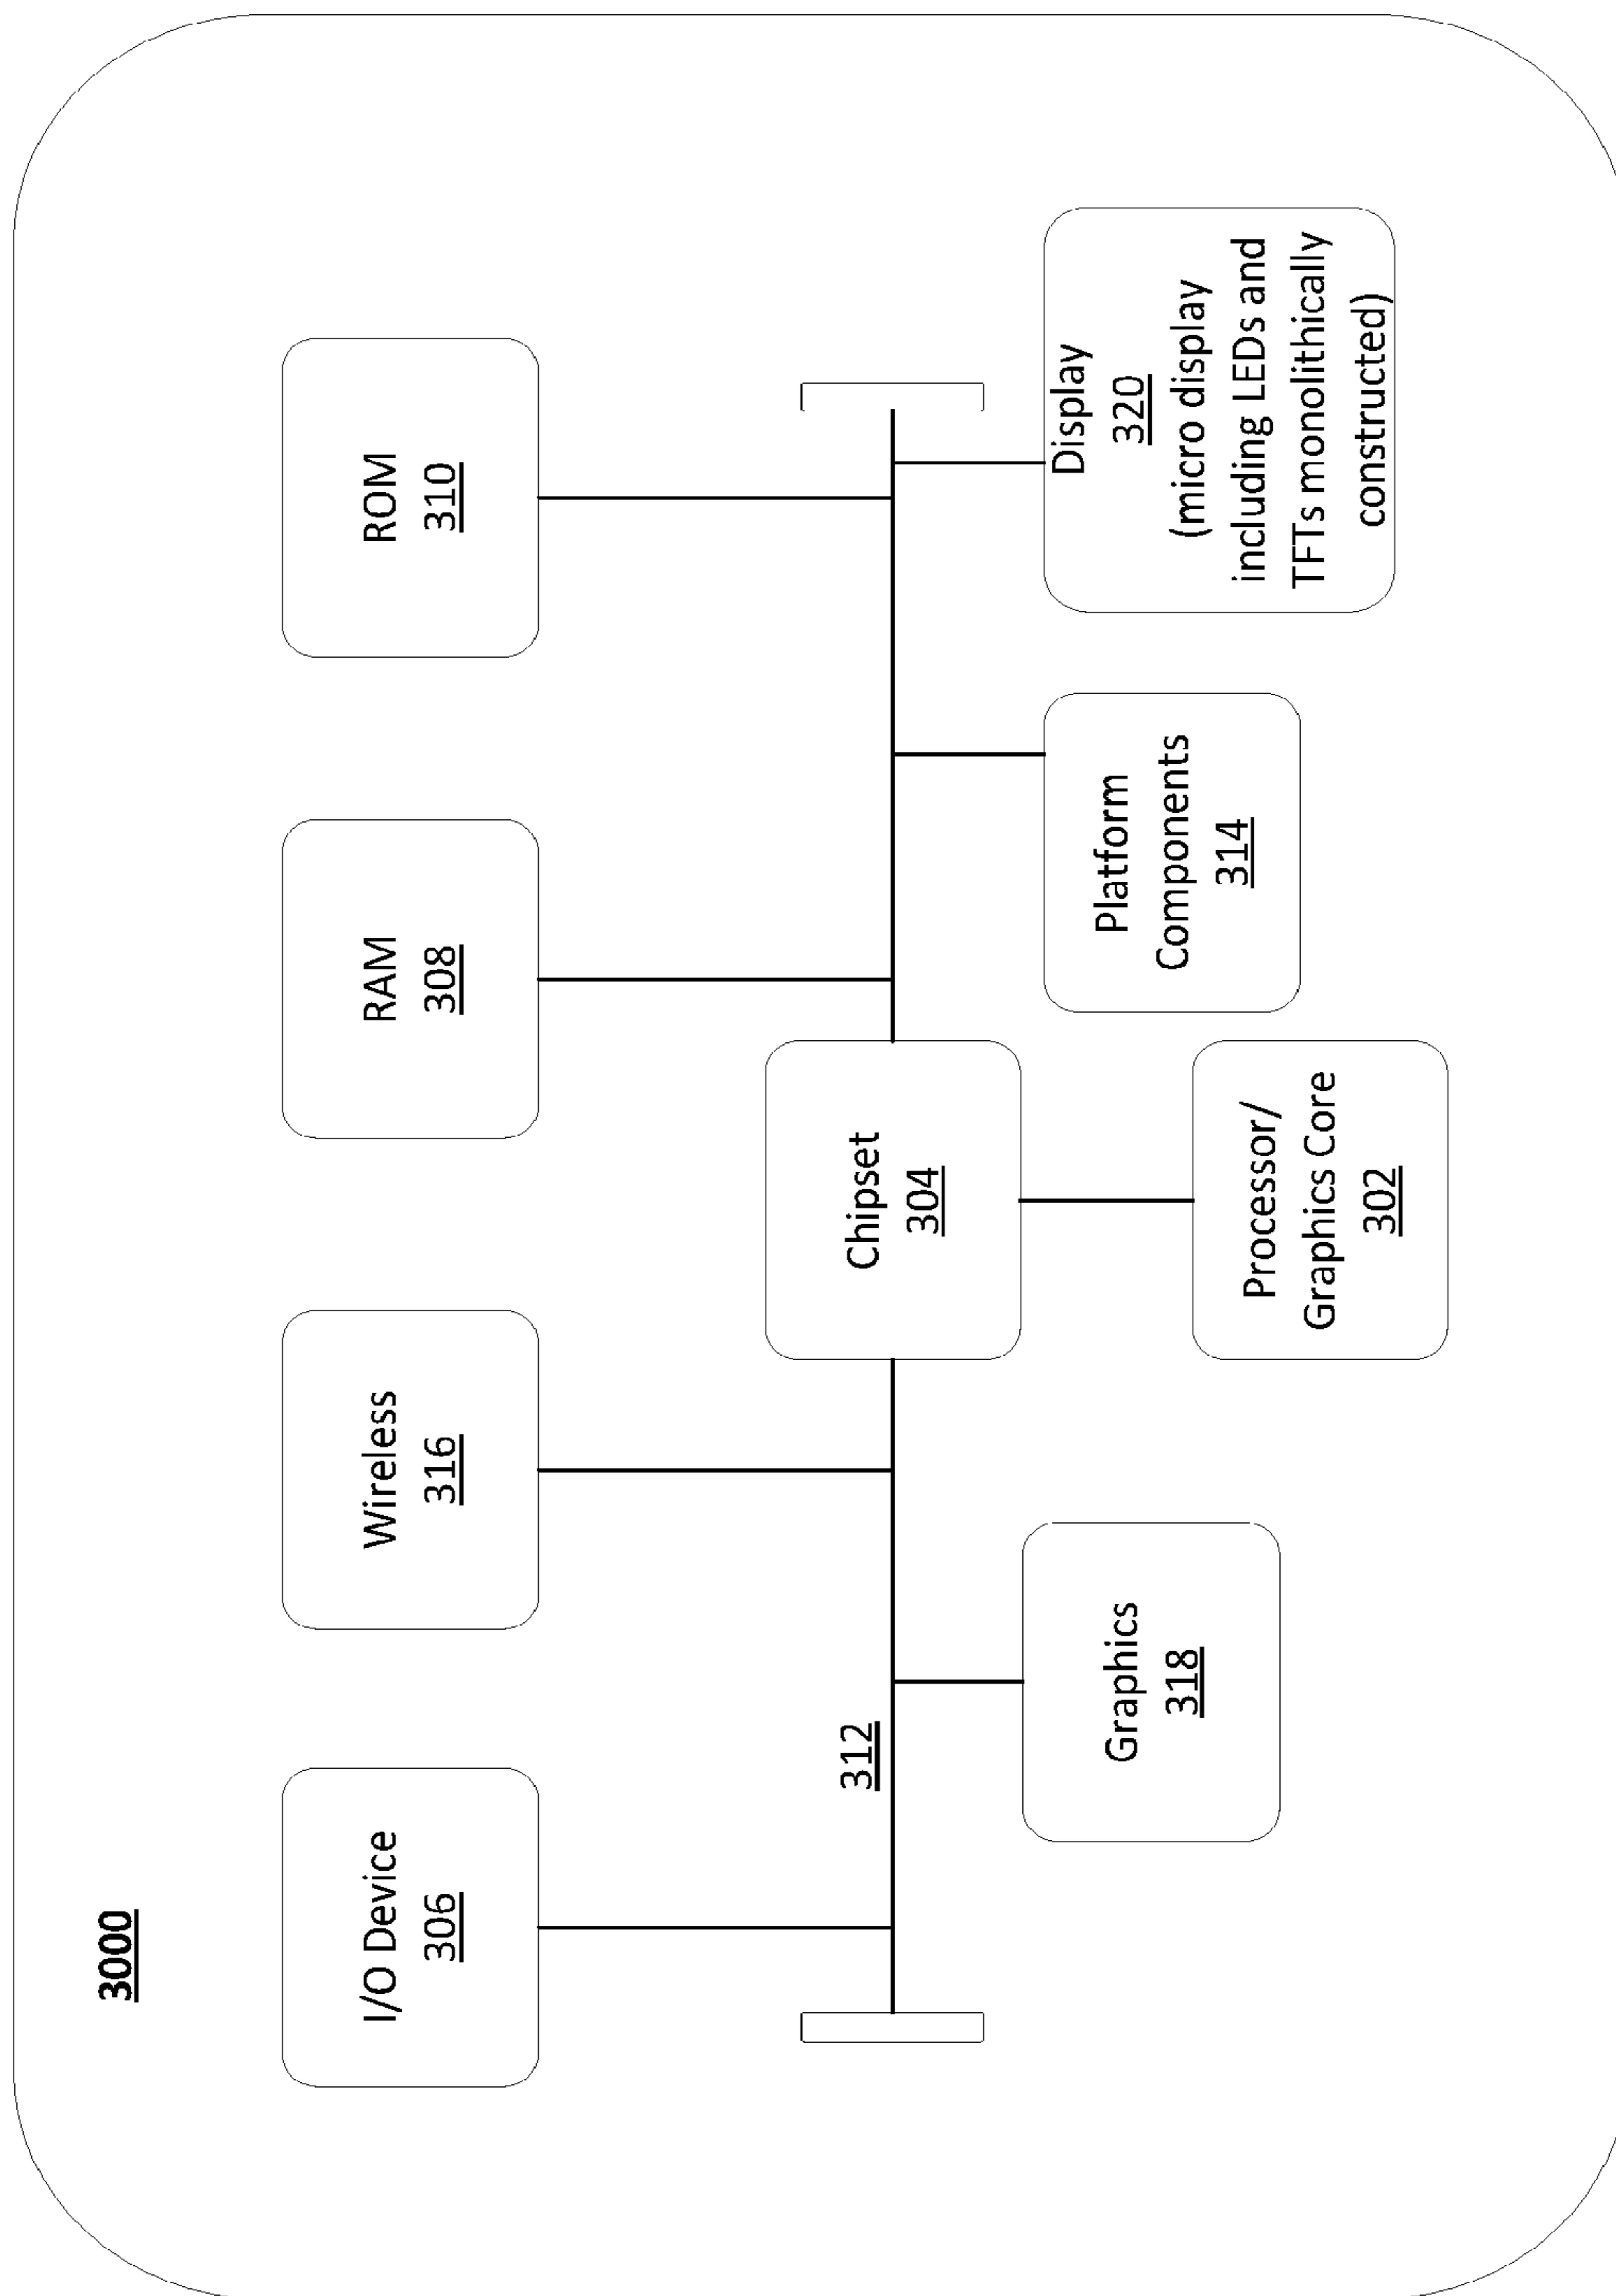 3000
I/O Device
306
Wireless
316
RAM
308
ROM
310
312
Chipset
304
Graphics
318
Processor/
Graphics Core
302
Platform
Components
314
Display
320
(micro display
including LEDs and
TFTs monolithically
constructed)